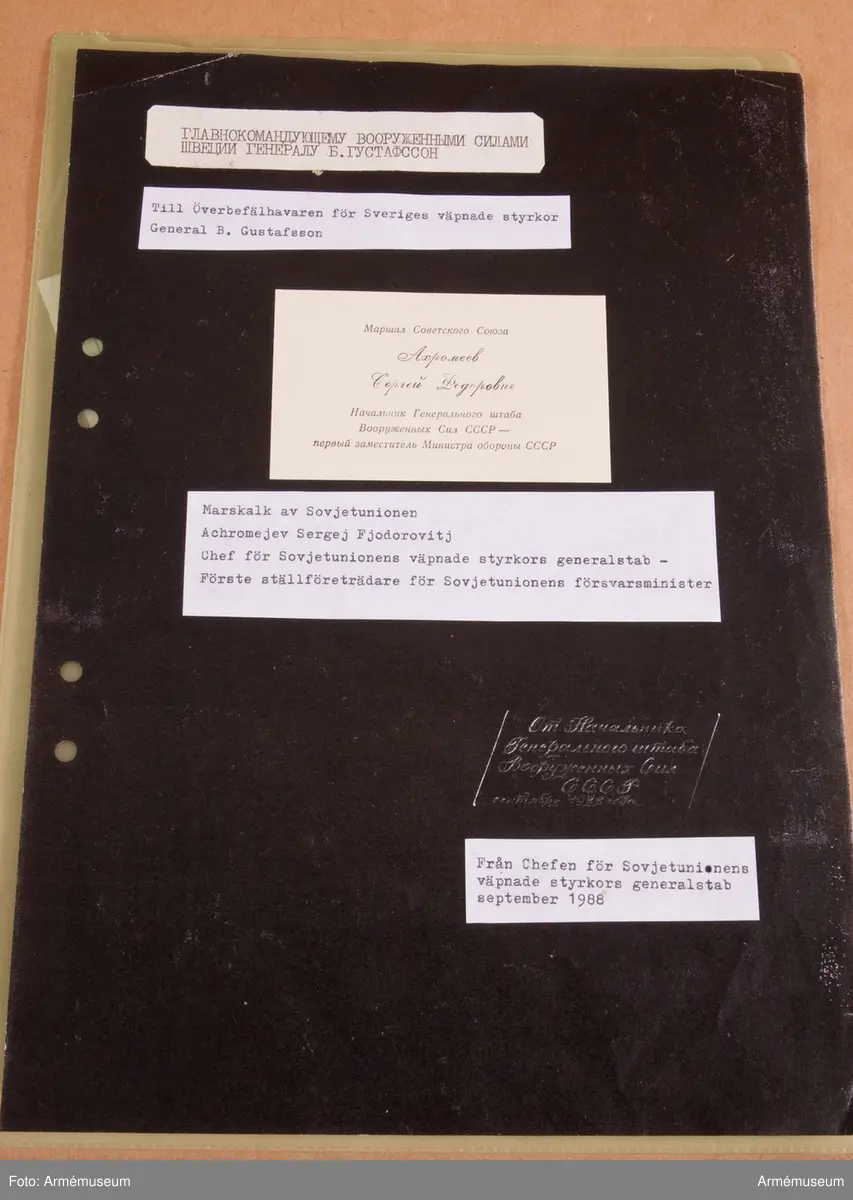 ГЛАВНОКОМАНДУЮЩЕМУ ВООРУЖЕННЫМИ СИЛАМИ
ШВЕЦИИ ГЕНЕРАЛУ Б.ГУСТАФССОН
Till Överbefälhavaren för Sveriges väpnade styrkor
General B. Gustafsson
Маршал Советского Союза
Ахромеев
Сергей Федорович
Начальник Генерального штаба
Вооруженных Сил СССР —
первый заместитель Министра обороны СССР
Marskalk av Sovjetunionen
Achromejev Sergej Fjodorovitj
Chef för Sovjetunionens väpnade styrkors generalstab –
Förste ställföreträdare för Sovjetunionens försvarsminister
От Начальника
Генерального штаба
Вооруженных Сил
СССР
сентябрь 1988 года
Från Chefen för Sovjetunionens
väpnade styrkors generalstab
september 1988
Foto: Armémuseum
Armémuseum